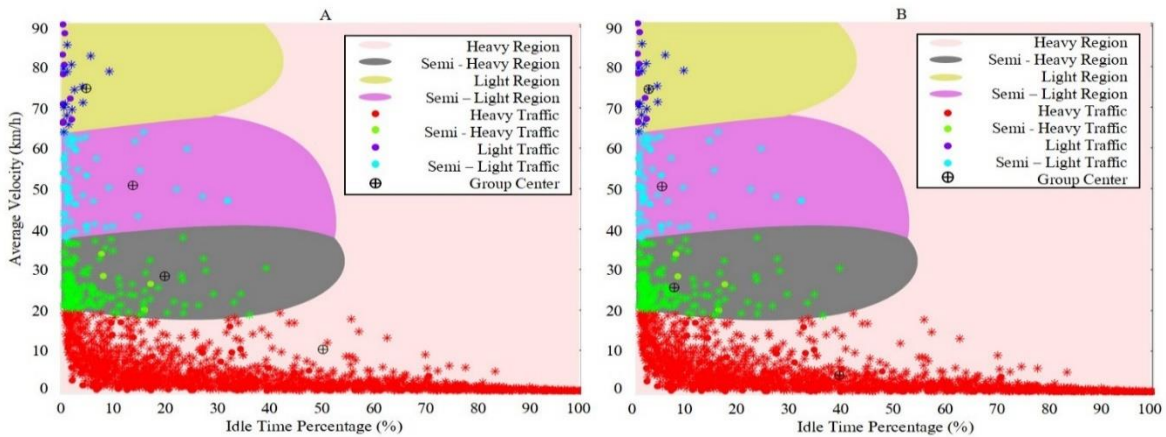 A
B
90
80
70
60
50
40
30
20
10
0
Average Velocity (km/h)
0 10 20 30 40 50 60 70 80 90 100
Idle Time Percentage (%)
Heavy Region
Semi - Heavy Region
Light Region
Semi – Light Region
Heavy Traffic
Semi - Heavy Traffic
Light Traffic
Semi – Light Traffic
Group Center
90
80
70
60
50
40
30
20
10
0
0 10 20 30 40 50 60 70 80 90 100
Idle Time Percentage (%)
Heavy Region
Semi - Heavy Region
Light Region
Semi – Light Region
Heavy Traffic
Semi - Heavy Traffic
Light Traffic
Semi – Light Traffic
Group Center